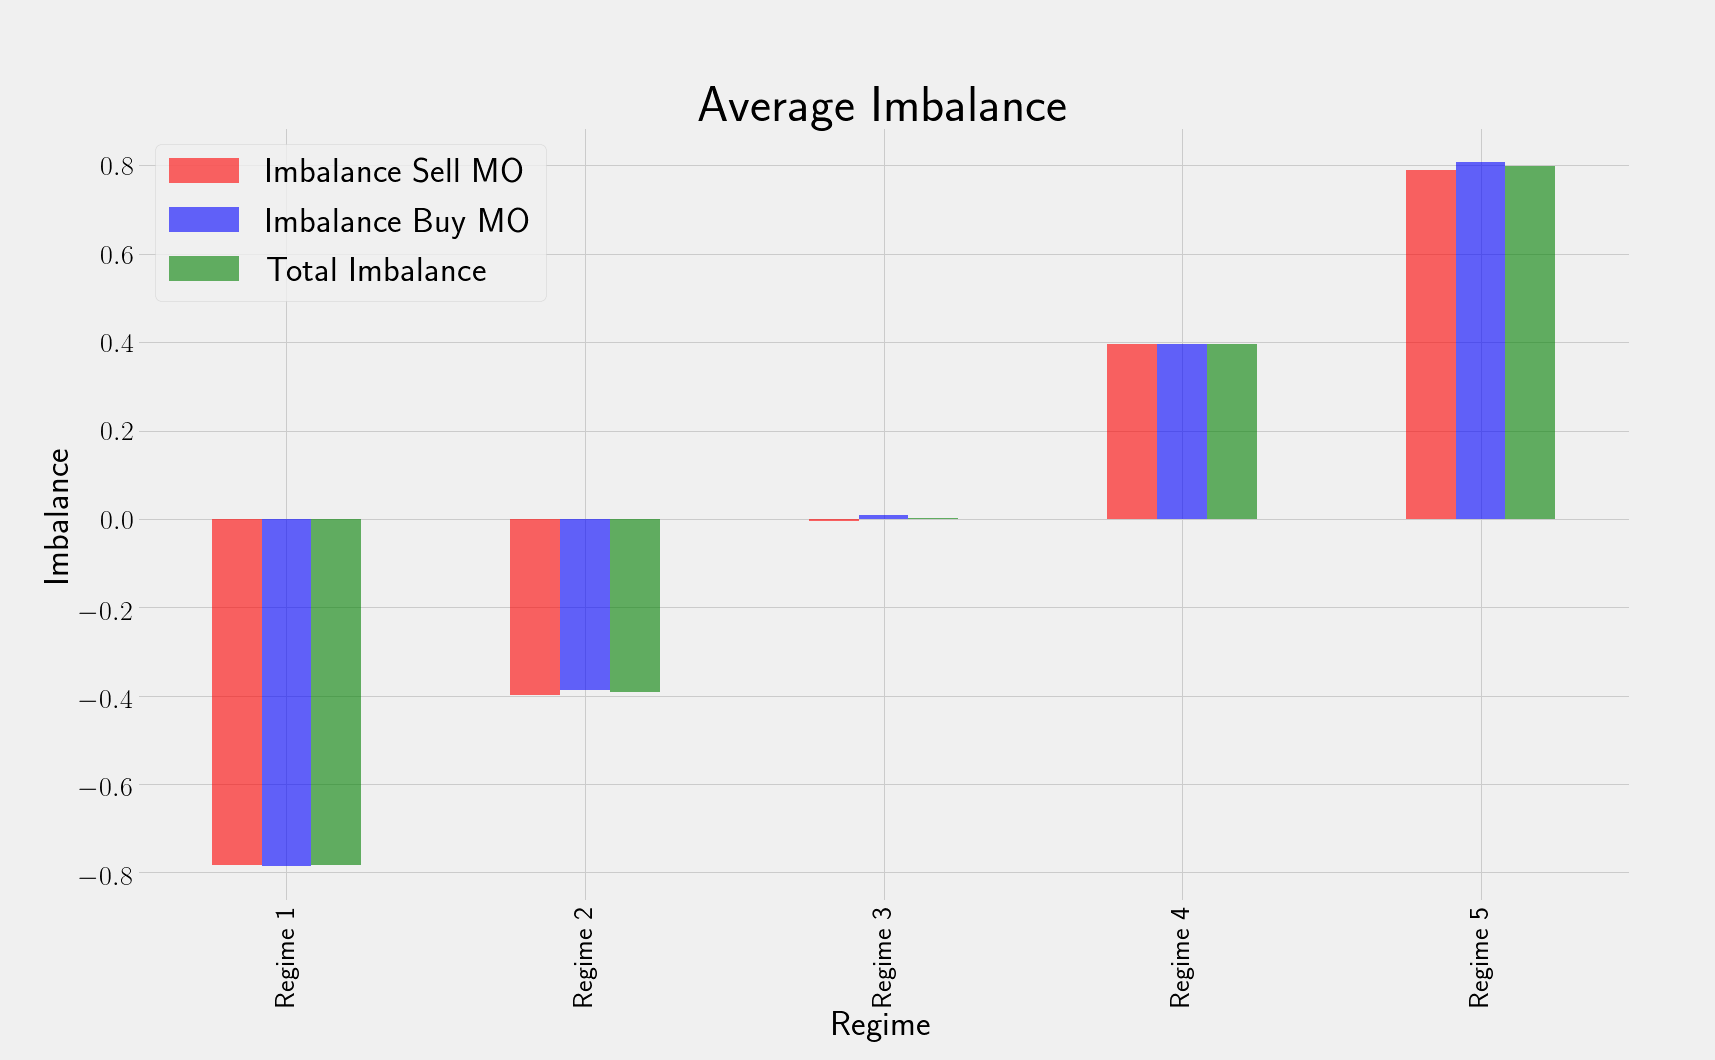 Average Imbalance
Imbalance Sell MO
Imbalance Buy MO
Total Imbalance
Imbalance
0.8
0.6
0.4
0.2
0.0
−0.2
−0.4
−0.6
−0.8
Regime 1
Regime 2
Regime 3
Regime 4
Regime 5
Regime